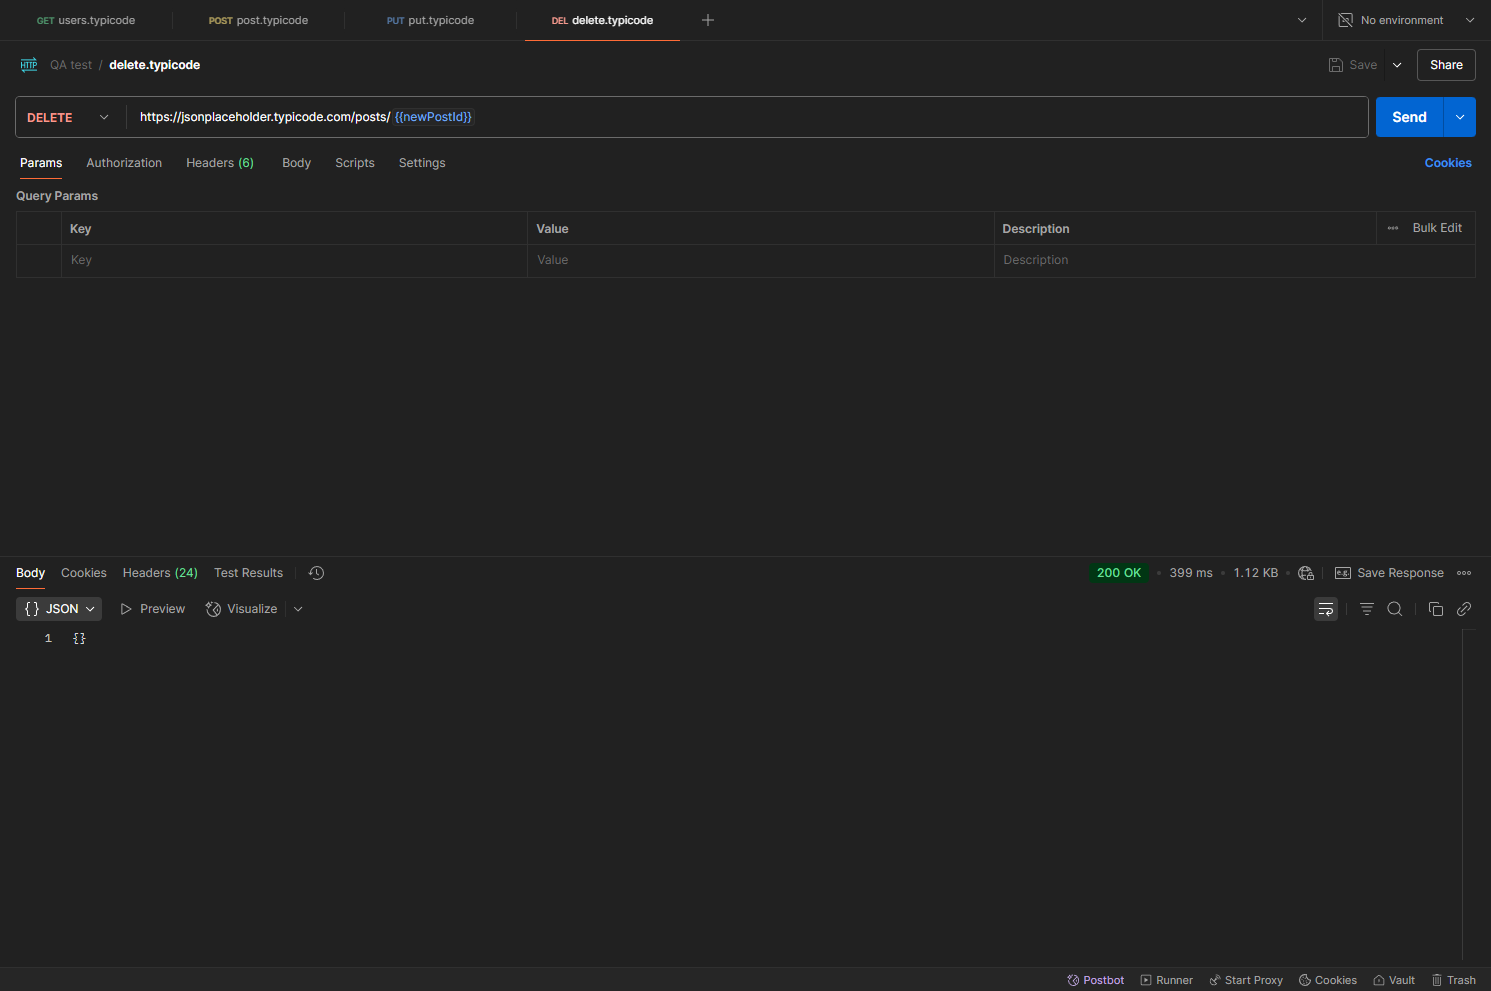 GET users.typicode POST post.typicode PUT put.typicode DEL delete.typicode No environment
HTTP QA test / delete.typicode Save Share
DELETE https://jsonplaceholder.typicode.com/posts/ {{newPostId}} Send
Params Authorization Headers (6) Body Scripts Settings Cookies
Query Params
Key Value Description Bulk Edit
Key Value Description
Body Cookies Headers (24) Test Results 200 OK 399 ms 1.12 KB e.g. Save Response
{} JSON Preview Visualize
1 {}
Postbot Runner Start Proxy Cookies Vault Trash